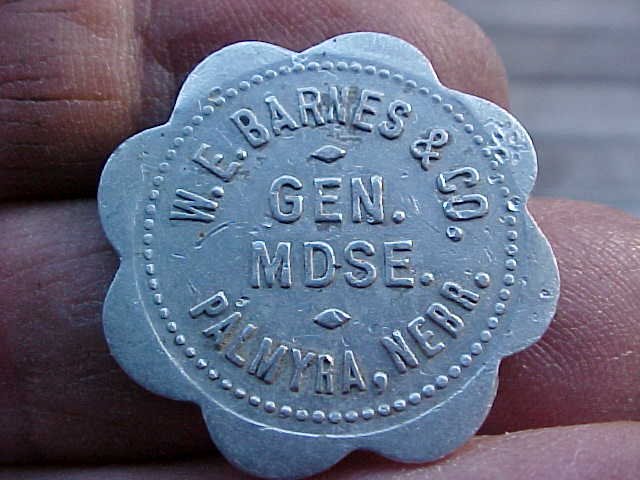 W. E. BARNES & CO.
GEN.
MDSE.
PALMYRA, NEBR.